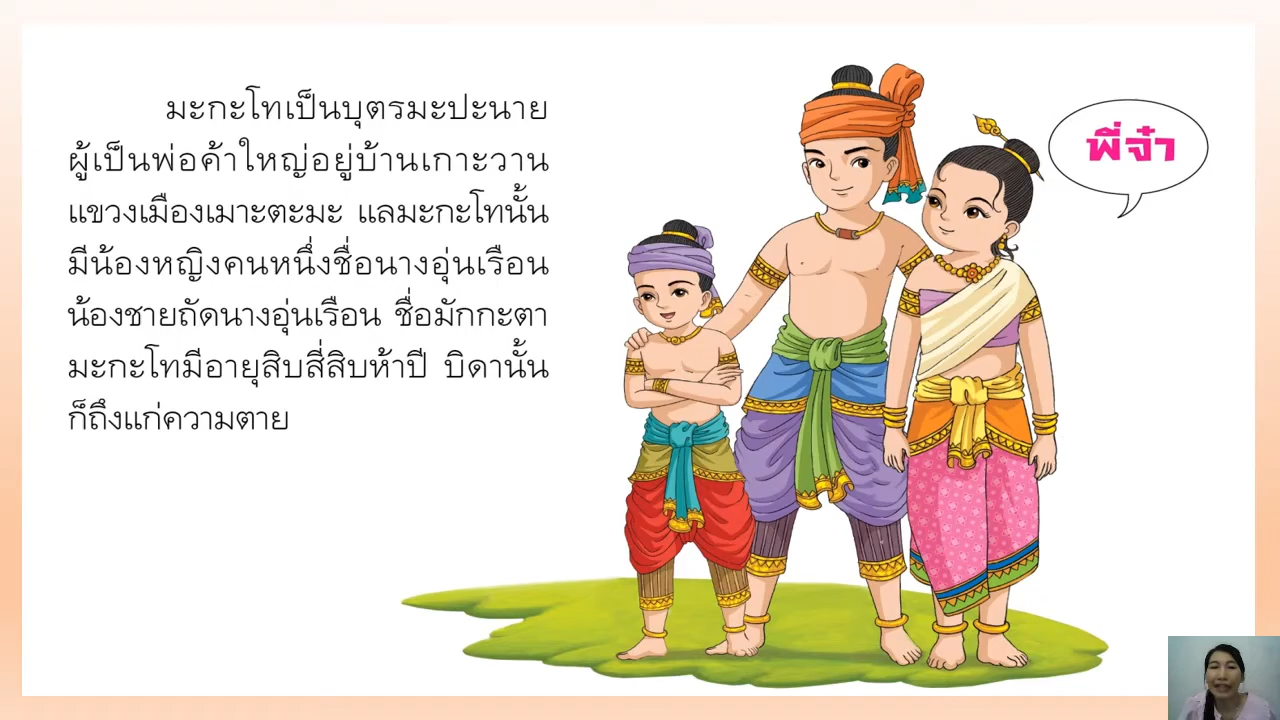 มะกะโทเป็นบุตรมะปะนาย
ผู้เป็นพ่อค้าใหญ่อยู่บ้านเกาะวาน
แขวงเมืองเมาะตะมะ แลมะกะโทนั้น
มีน้องหญิงคนหนึ่งชื่อนางอุ่นเรือน
น้องชายถัดนางอุ่นเรือน ชื่อมักกะตา
มะกะโทมีอายุสิบสี่สิบห้าปี บิดานั้น
ก็ถึงแก่ความตาย
พี่จ๋า